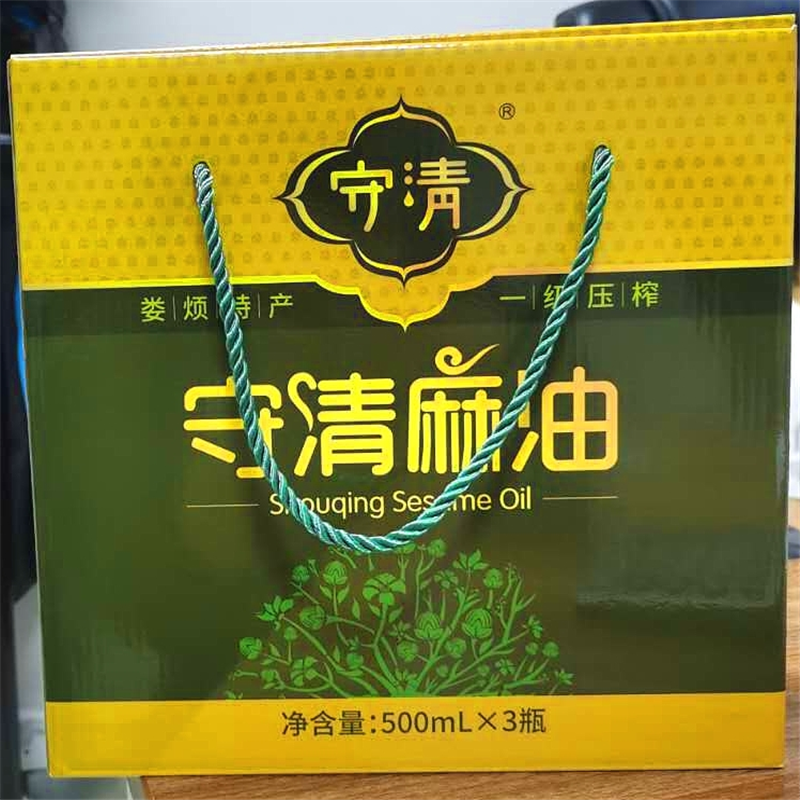 守清®
娄烦特产
一级压榨
守清麻油
Shouqing Sesame Oil
净含量:500mL×3瓶